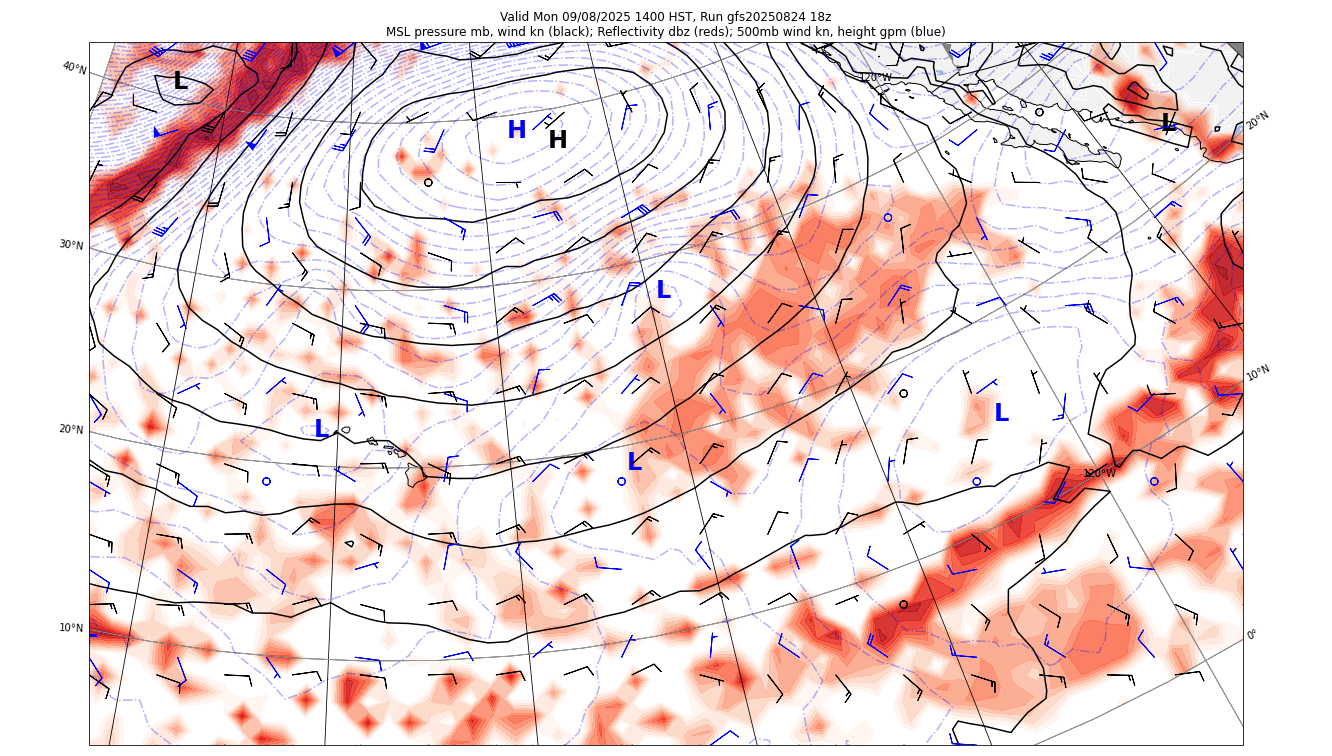 Valid Mon 09/08/2025 1400 HST, Run gfs20250824 18z
MSL pressure mb, wind kn (black); Reflectivity dbz (reds); 500mb wind kn, height gpm (blue)
40°N
120°W
L
20°N
L
H
H
30°N
L
10°N
L
20°N
L
L
120°W
10°N
0°